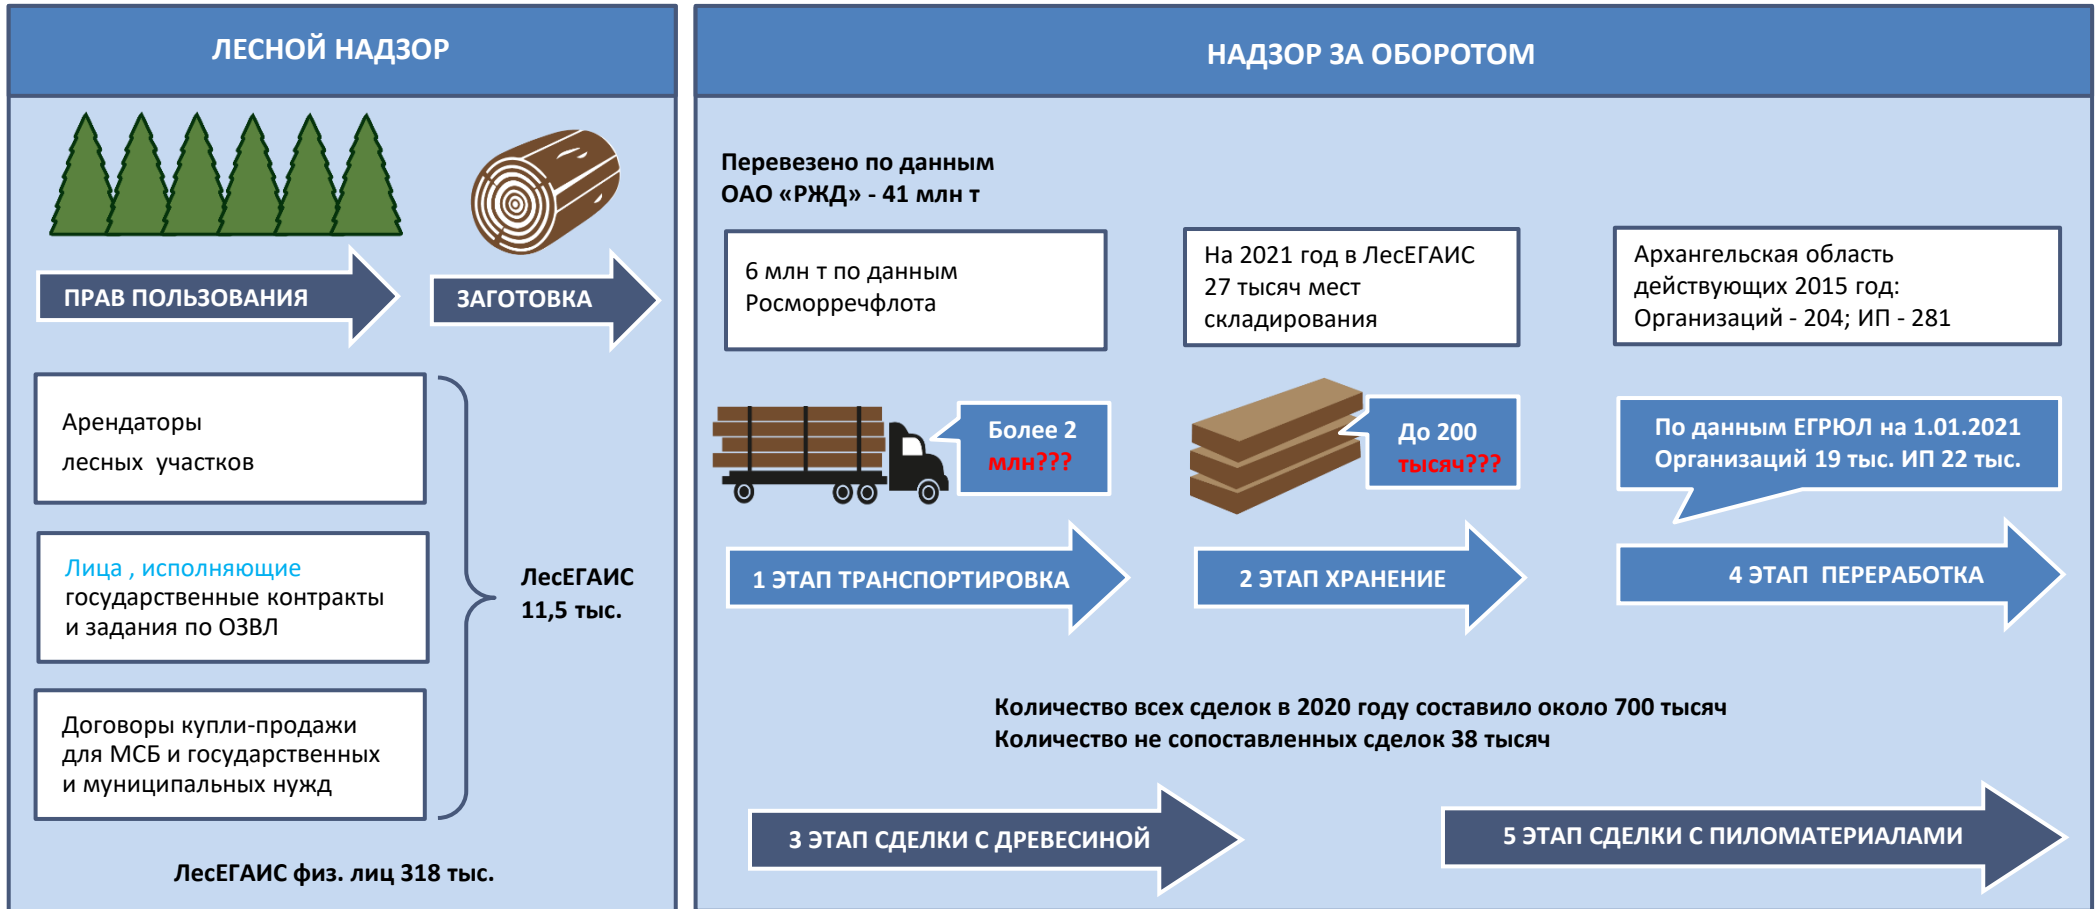 ЛЕСНОЙ НАДЗОР
ПРАВ ПОЛЬЗОВАНИЯ
ЗАГОТОВКА
Арендаторы
лесных участков
Лица , исполняющие
государственные контракты
и задания по ОЗВЛ
Договоры купли-продажи
для МСБ и государственных
и муниципальных нужд
ЛесЕГАИС
11,5 тыс.
ЛесЕГАИС физ. лиц 318 тыс.
НАДЗОР ЗА ОБОРОТОМ
Перевезено по данным
ОАО «РЖД» - 41 млн т
6 млн т по данным
Росморречфлота
На 2021 год в ЛесЕГАИС
27 тысяч мест
складирования
Архангельская область
действующих 2015 год:
Организаций - 204; ИП - 281
Более 2
млн???
До 200
тысяч???
По данным ЕГРЮЛ на 1.01.2021
Организаций 19 тыс. ИП 22 тыс.
1 ЭТАП ТРАНСПОРТИРОВКА
2 ЭТАП ХРАНЕНИЕ
4 ЭТАП ПЕРЕРАБОТКА
Количество всех сделок в 2020 году составило около 700 тысяч
Количество не сопоставленных сделок 38 тысяч
3 ЭТАП СДЕЛКИ С ДРЕВЕСИНОЙ
5 ЭТАП СДЕЛКИ С ПИЛОМАТЕРИАЛАМИ